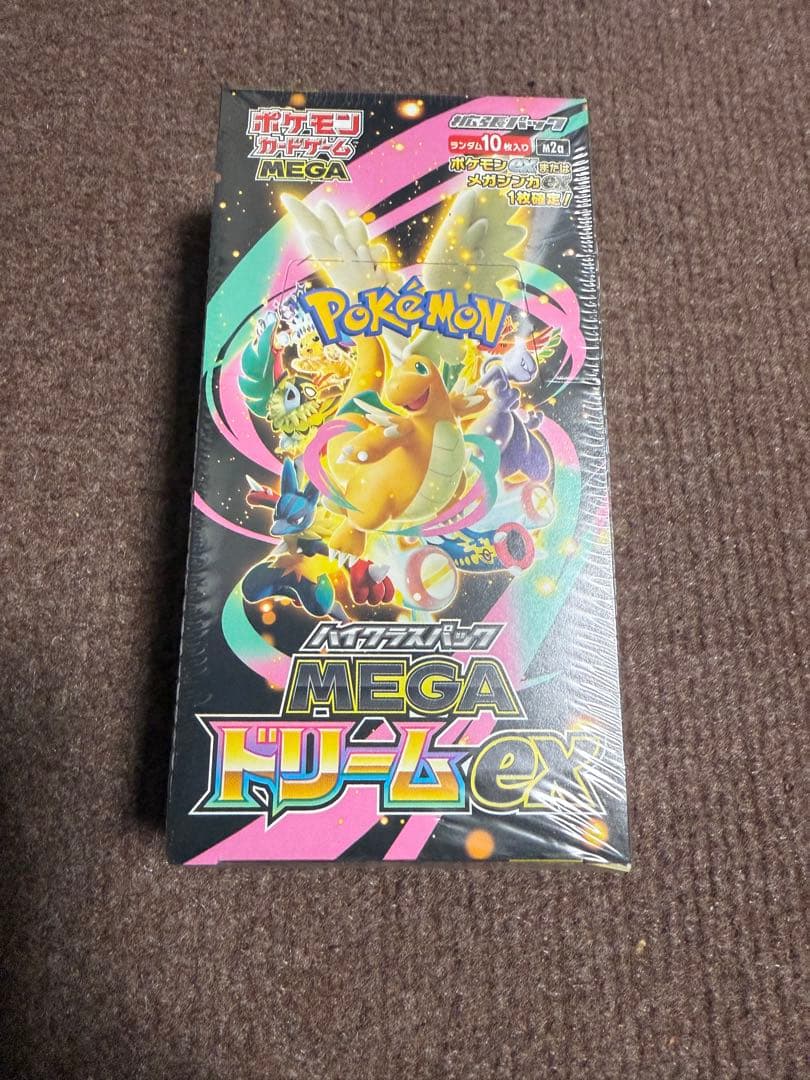 ポケモン
カードゲーム
MEGA
拡張パック
ランダム10枚入り
M2a
ポケモンexまたは
メガシンカex
1枚確定!
POKéMON
ハイクラスパック
MEGA
ドリームex